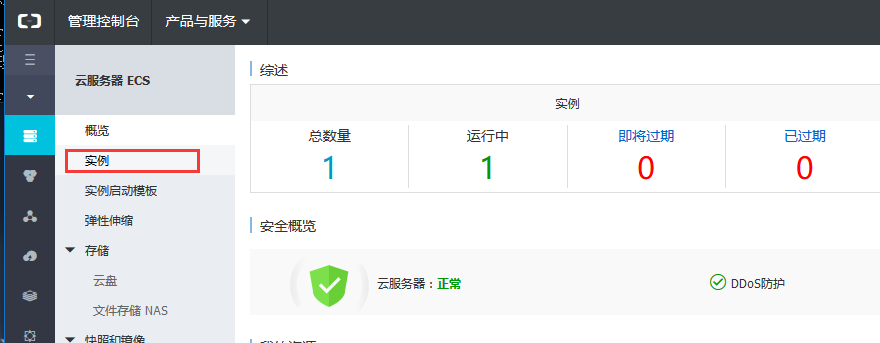 管理控制台 产品与服务
云服务器 ECS
概览
实例
实例启动模板
弹性伸缩
存储
云盘
文件存储 NAS
快照和镜像
综述
实例
总数量 运行中 即将过期 已过期
1 1 0 0
安全概览
云服务器：正常 DDoS防护